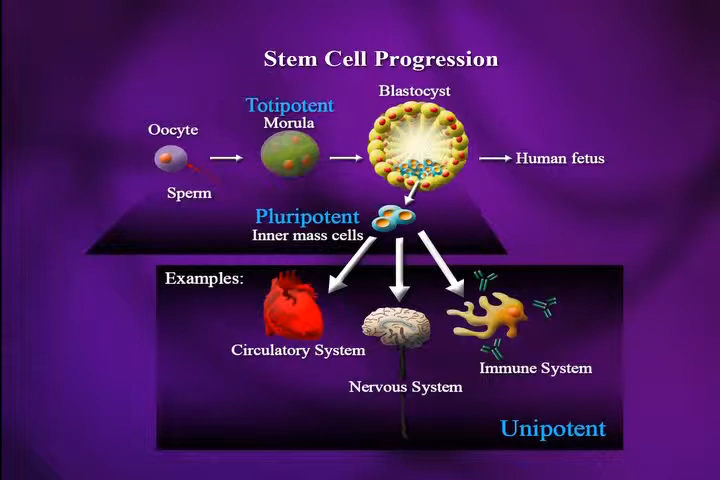 Stem Cell Progression
Blastocyst
Totipotent
Morula
Oocyte
Human fetus
Sperm
Pluripotent
Inner mass cells
Examples:
Circulatory System
Nervous System
Immune System
Unipotent